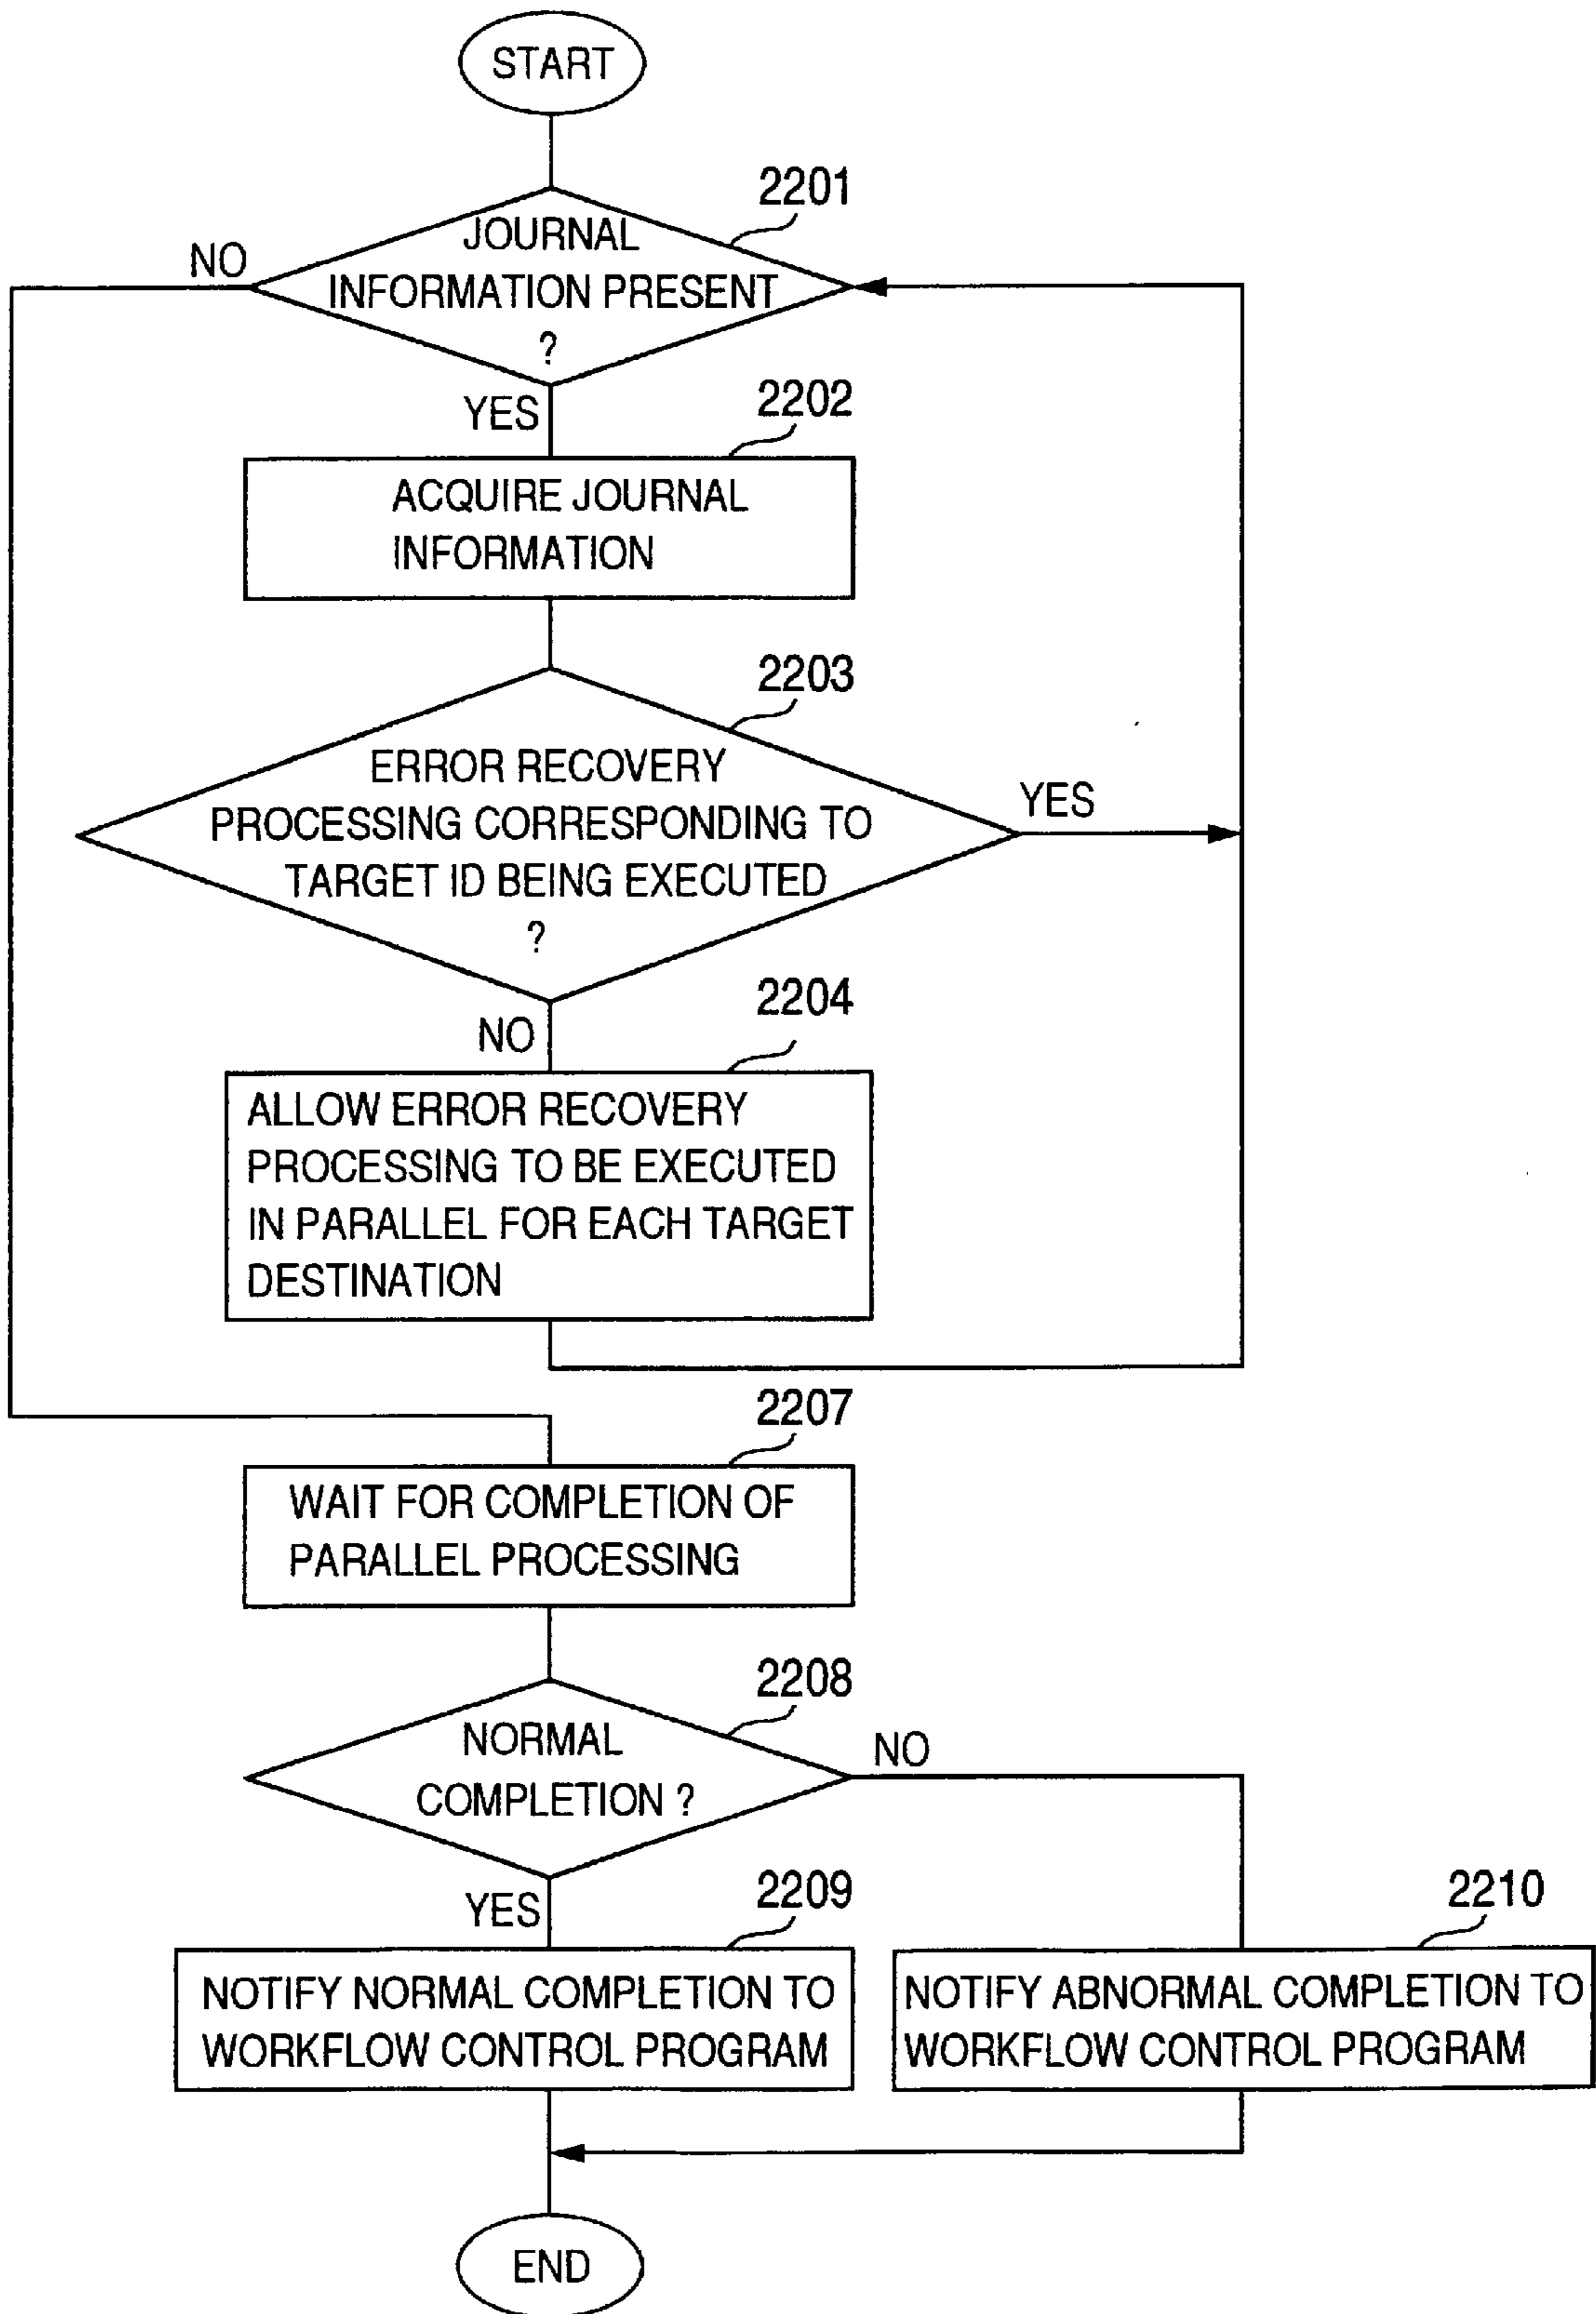 START
2201
JOURNAL
INFORMATION PRESENT
?
NO
YES
2202
ACQUIRE JOURNAL
INFORMATION
2203
ERROR RECOVERY
PROCESSING CORRESPONDING TO
TARGET ID BEING EXECUTED
?
YES
NO
2204
ALLOW ERROR RECOVERY
PROCESSING TO BE EXECUTED
IN PARALLEL FOR EACH TARGET
DESTINATION
2207
WAIT FOR COMPLETION OF
PARALLEL PROCESSING
2208
NORMAL
COMPLETION ?
NO
YES
2209
NOTIFY NORMAL COMPLETION TO
WORKFLOW CONTROL PROGRAM
2210
NOTIFY ABNORMAL COMPLETION TO
WORKFLOW CONTROL PROGRAM
END